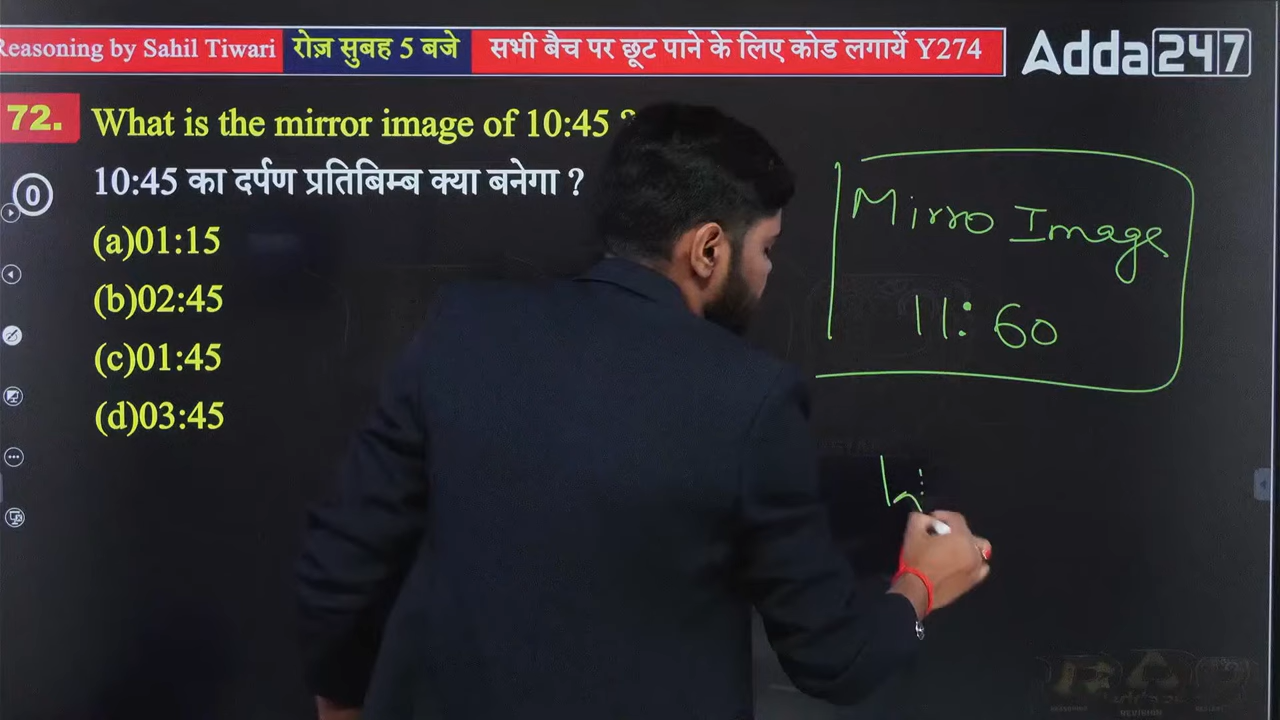 Reasoning by Sahil Tiwari रोज़ सुबह 5 बजे सभी बैच पर छूट पाने के लिए कोड लगायें Y274 Adda247
72. What is the mirror image of 10:45 ?
10:45 का दर्पण प्रतिबिम्ब क्या बनेगा ?
0
(a)01:15
(b)02:45
(c)01:45
(d)03:45
Mirro Image
11:60